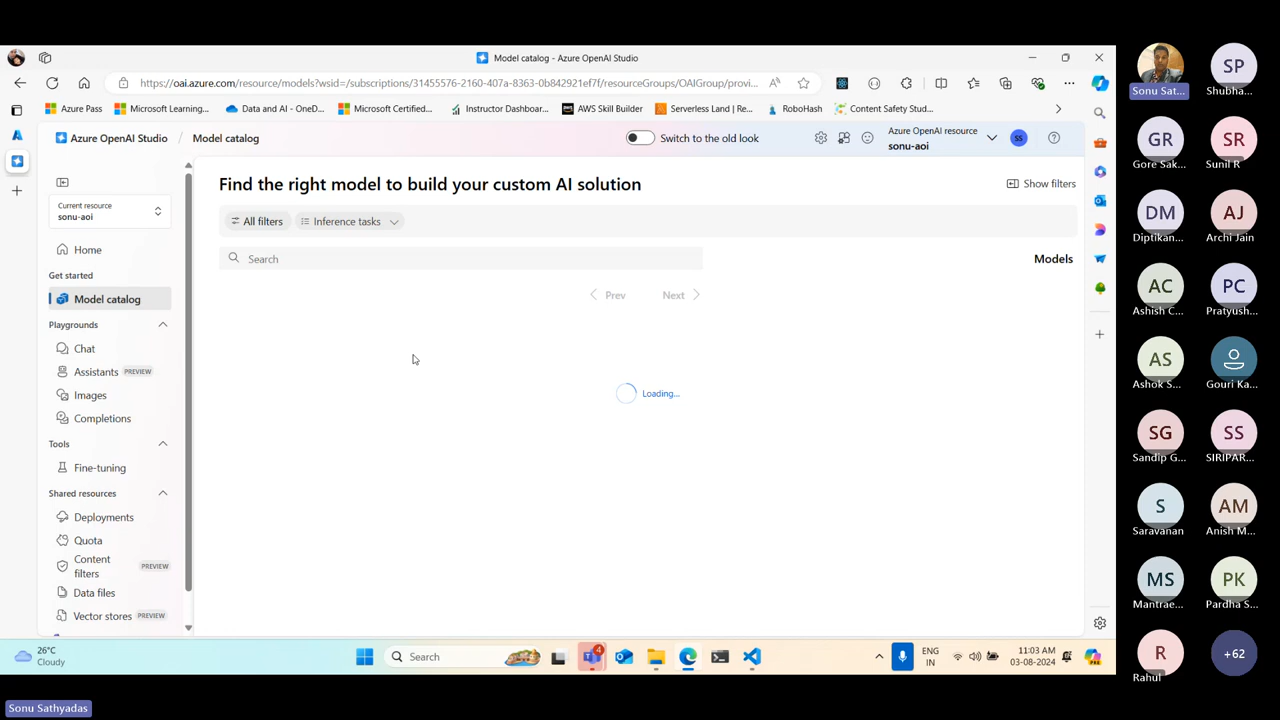 Model catalog - Azure OpenAI Studio
https://oai.azure.com/resource/models?wsid=/subscriptions/31455576-2160-407a-8363-0b842921ef7f/resourceGroups/OAIGroup/provi...
Azure Pass
Microsoft Learning...
Data and AI - OneD...
Microsoft Certified...
Instructor Dashboar...
AWS Skill Builder
Serverless Land | Re...
RoboHash
Content Safety Stud...
Azure OpenAI Studio / Model catalog
Switch to the old look
Azure OpenAI resource
sonu-aoi
SS
Current resource
sonu-aoi
Home
Get started
Model catalog
Playgrounds
Chat
Assistants PREVIEW
Images
Completions
Tools
Fine-tuning
Shared resources
Deployments
Quota
Content filters PREVIEW
Data files
Vector stores PREVIEW
Find the right model to build your custom AI solution
Show filters
All filters
Inference tasks
Search
Models
Prev
Next
Loading...
26°C
Cloudy
Search
4
ENG
IN
11:03 AM
03-08-2024
Sonu Sathyadas
Sonu Sat...
SP
Shubha...
GR
Gore Sak...
SR
Sunil R
DM
Diptikan...
AJ
Archi Jain
AC
Ashish C...
PC
Pratyush...
AS
Ashok S...
Gouri Ka...
SG
Sandip G...
SS
SIRIPAR...
S
Saravanan
AM
Anish M...
MS
Mantrae...
PK
Pardha S...
R
Rahul
+62